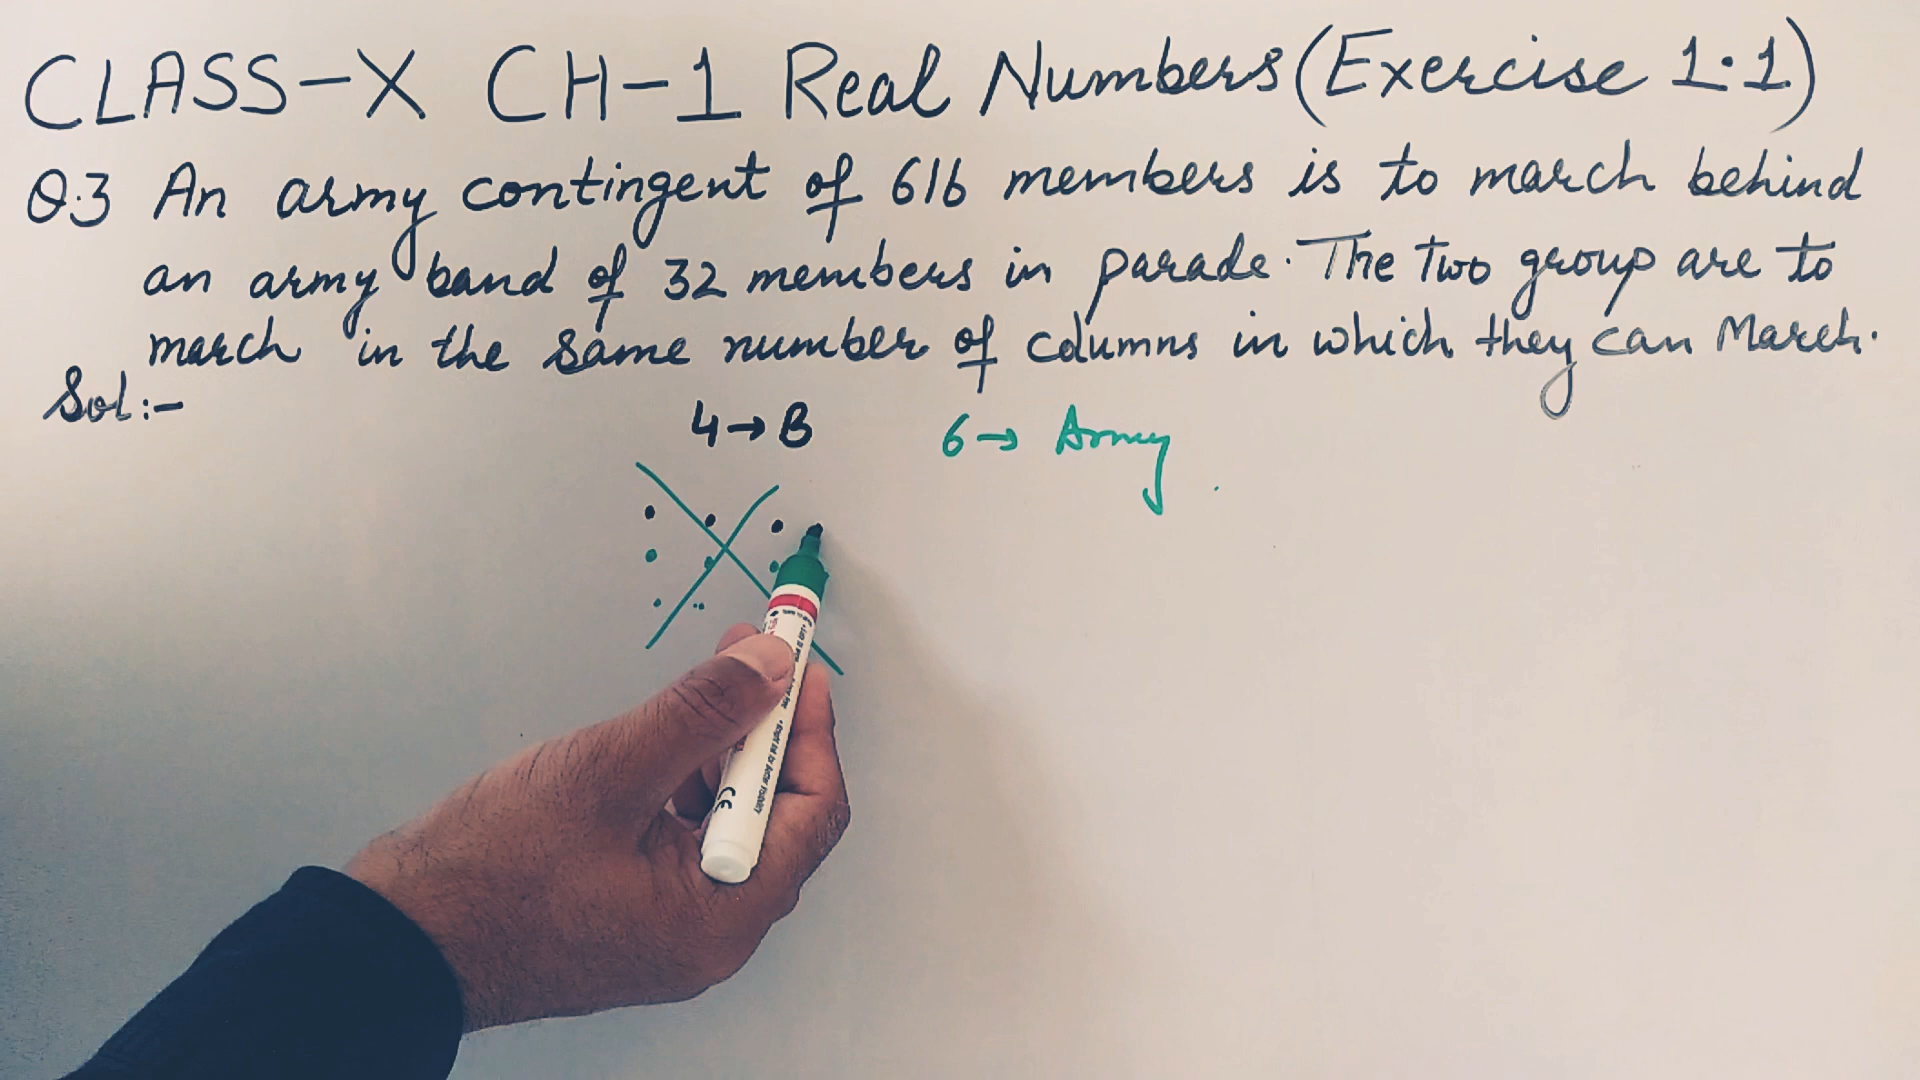 CLASS-X CH-1 Real Numbers (Exercise 1.1)
Q.3 An army contingent of 616 members is to march behind
an army band of 32 members in parade. The two group are to
march in the same number of columns in which they can March.
Sol:-
4→B 6→ Army
CE